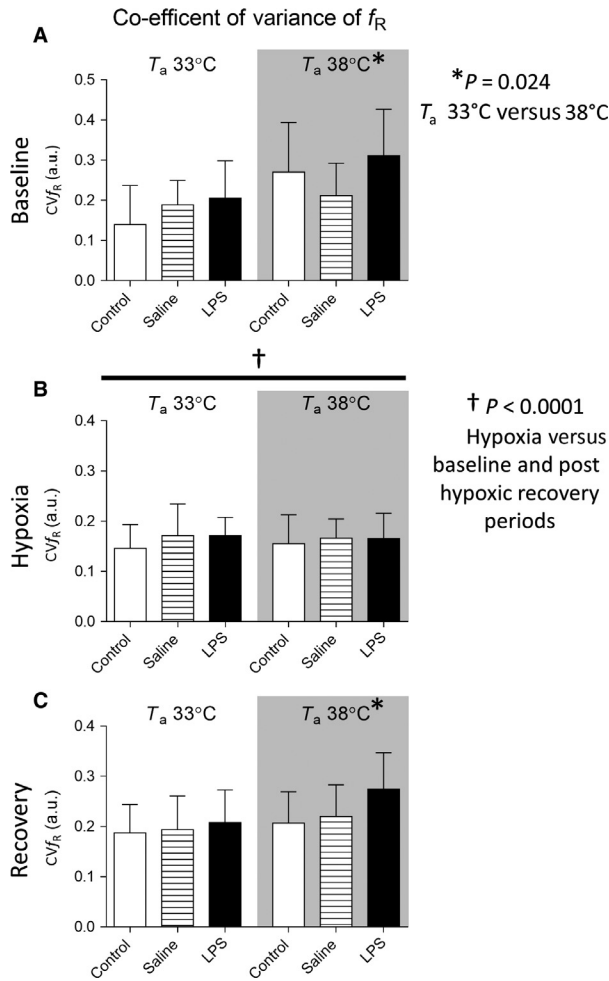 Co-efficent of variance of fR
A
Ta 33°C
Ta 38°C*
*P = 0.024
Ta 33°C versus 38°C
Baseline
CVfR (a.u.)
0.5
0.4
0.3
0.2
0.1
0.0
Control
Saline
LPS
Control
Saline
LPS
†
B
Ta 33°C
Ta 38°C
† P < 0.0001
Hypoxia versus
baseline and post
hypoxic recovery
periods
Hypoxia
CVfR (a.u.)
0.4
0.3
0.2
0.1
0.0
Control
Saline
LPS
Control
Saline
LPS
C
Ta 33°C
Ta 38°C*
Recovery
CVfR (a.u.)
0.4
0.3
0.2
0.1
0.0
Control
Saline
LPS
Control
Saline
LPS